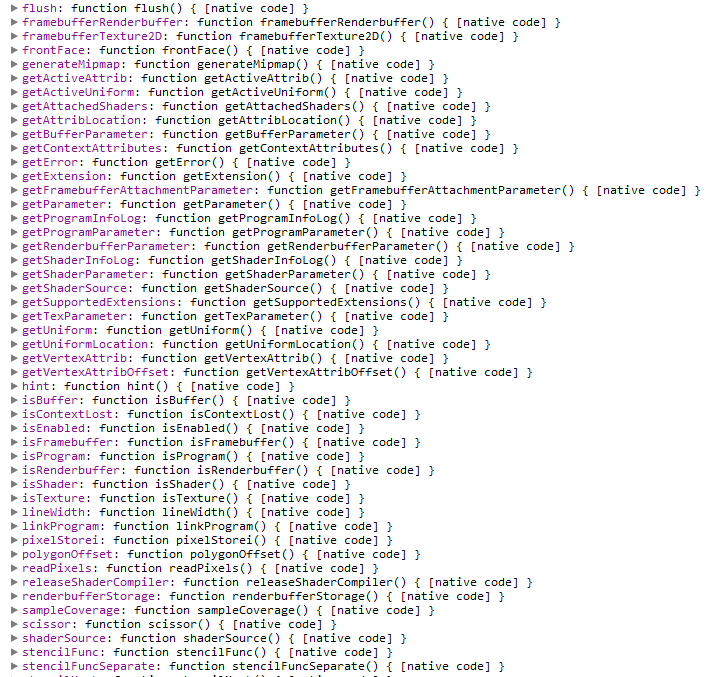 flush: function flush() { [native code] }
framebufferRenderbuffer: function framebufferRenderbuffer() { [native code] }
framebufferTexture2D: function framebufferTexture2D() { [native code] }
frontFace: function frontFace() { [native code] }
generateMipmap: function generateMipmap() { [native code] }
getActiveAttrib: function getActiveAttrib() { [native code] }
getActiveUniform: function getActiveUniform() { [native code] }
getAttachedShaders: function getAttachedShaders() { [native code] }
getAttribLocation: function getAttribLocation() { [native code] }
getBufferParameter: function getBufferParameter() { [native code] }
getContextAttributes: function getContextAttributes() { [native code] }
getError: function getError() { [native code] }
getExtension: function getExtension() { [native code] }
getFramebufferAttachmentParameter: function getFramebufferAttachmentParameter() { [native code] }
getParameter: function getParameter() { [native code] }
getProgramInfoLog: function getProgramInfoLog() { [native code] }
getProgramParameter: function getProgramParameter() { [native code] }
getRenderbufferParameter: function getRenderbufferParameter() { [native code] }
getShaderInfoLog: function getShaderInfoLog() { [native code] }
getShaderParameter: function getShaderParameter() { [native code] }
getShaderSource: function getShaderSource() { [native code] }
getSupportedExtensions: function getSupportedExtensions() { [native code] }
getTexParameter: function getTexParameter() { [native code] }
getUniform: function getUniform() { [native code] }
getUniformLocation: function getUniformLocation() { [native code] }
getVertexAttrib: function getVertexAttrib() { [native code] }
getVertexAttribOffset: function getVertexAttribOffset() { [native code] }
hint: function hint() { [native code] }
isBuffer: function isBuffer() { [native code] }
isContextLost: function isContextLost() { [native code] }
isEnabled: function isEnabled() { [native code] }
isFramebuffer: function isFramebuffer() { [native code] }
isProgram: function isProgram() { [native code] }
isRenderbuffer: function isRenderbuffer() { [native code] }
isShader: function isShader() { [native code] }
isTexture: function isTexture() { [native code] }
lineWidth: function lineWidth() { [native code] }
linkProgram: function linkProgram() { [native code] }
pixelStorei: function pixelStorei() { [native code] }
polygonOffset: function polygonOffset() { [native code] }
readPixels: function readPixels() { [native code] }
releaseShaderCompiler: function releaseShaderCompiler() { [native code] }
renderbufferStorage: function renderbufferStorage() { [native code] }
sampleCoverage: function sampleCoverage() { [native code] }
scissor: function scissor() { [native code] }
shaderSource: function shaderSource() { [native code] }
stencilFunc: function stencilFunc() { [native code] }
stencilFuncSeparate: function stencilFuncSeparate() { [native code] }